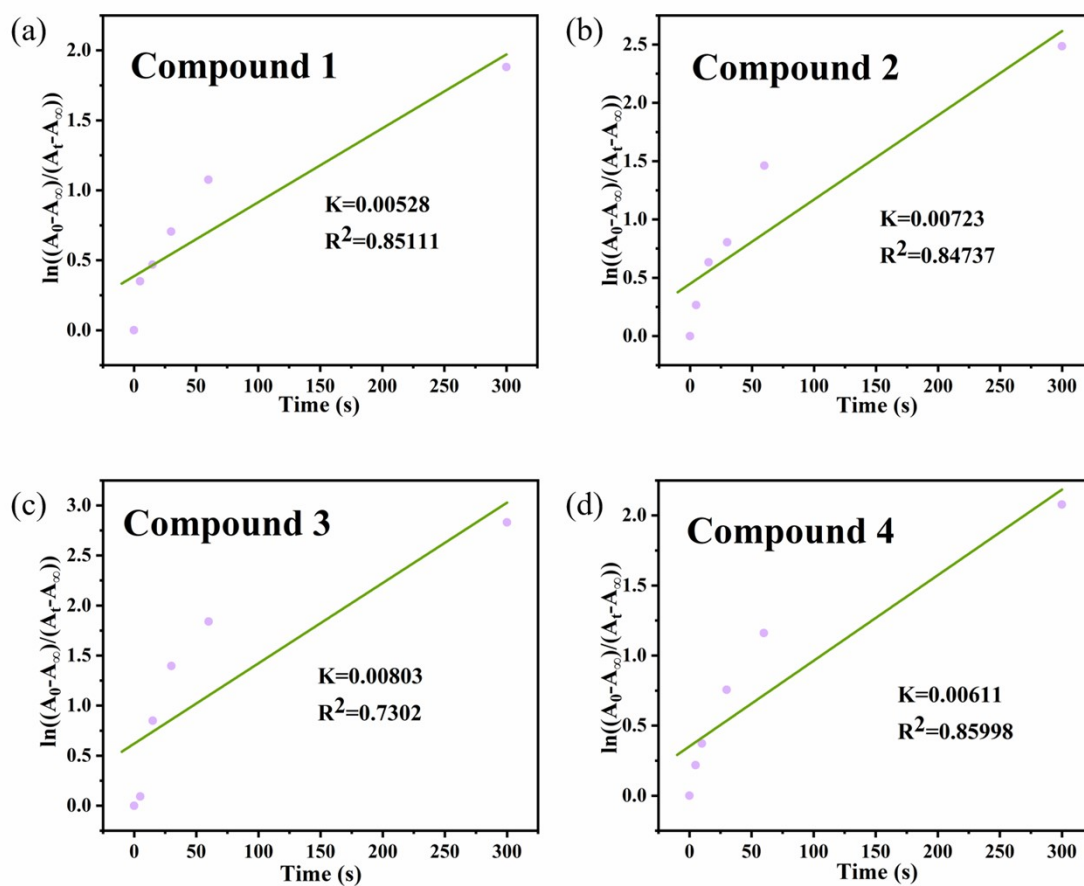 (a)
Compound 1
ln((A₀-A∞)/(Aₜ-A∞))
2.0
1.5
1.0
0.5
0.0
K=0.00528
R²=0.85111
0 50 100 150 200 250 300
Time (s)
(b)
Compound 2
ln((A₀-A∞)/(Aₜ-A∞))
2.5
2.0
1.5
1.0
0.5
0.0
K=0.00723
R²=0.84737
0 50 100 150 200 250 300
Time (s)
(c)
Compound 3
ln((A₀-A∞)/(Aₜ-A∞))
3.0
2.5
2.0
1.5
1.0
0.5
0.0
K=0.00803
R²=0.7302
0 50 100 150 200 250 300
Time (s)
(d)
Compound 4
ln((A₀-A∞)/(Aₜ-A∞))
2.0
1.5
1.0
0.5
0.0
K=0.00611
R²=0.85998
0 50 100 150 200 250 300
Time (s)